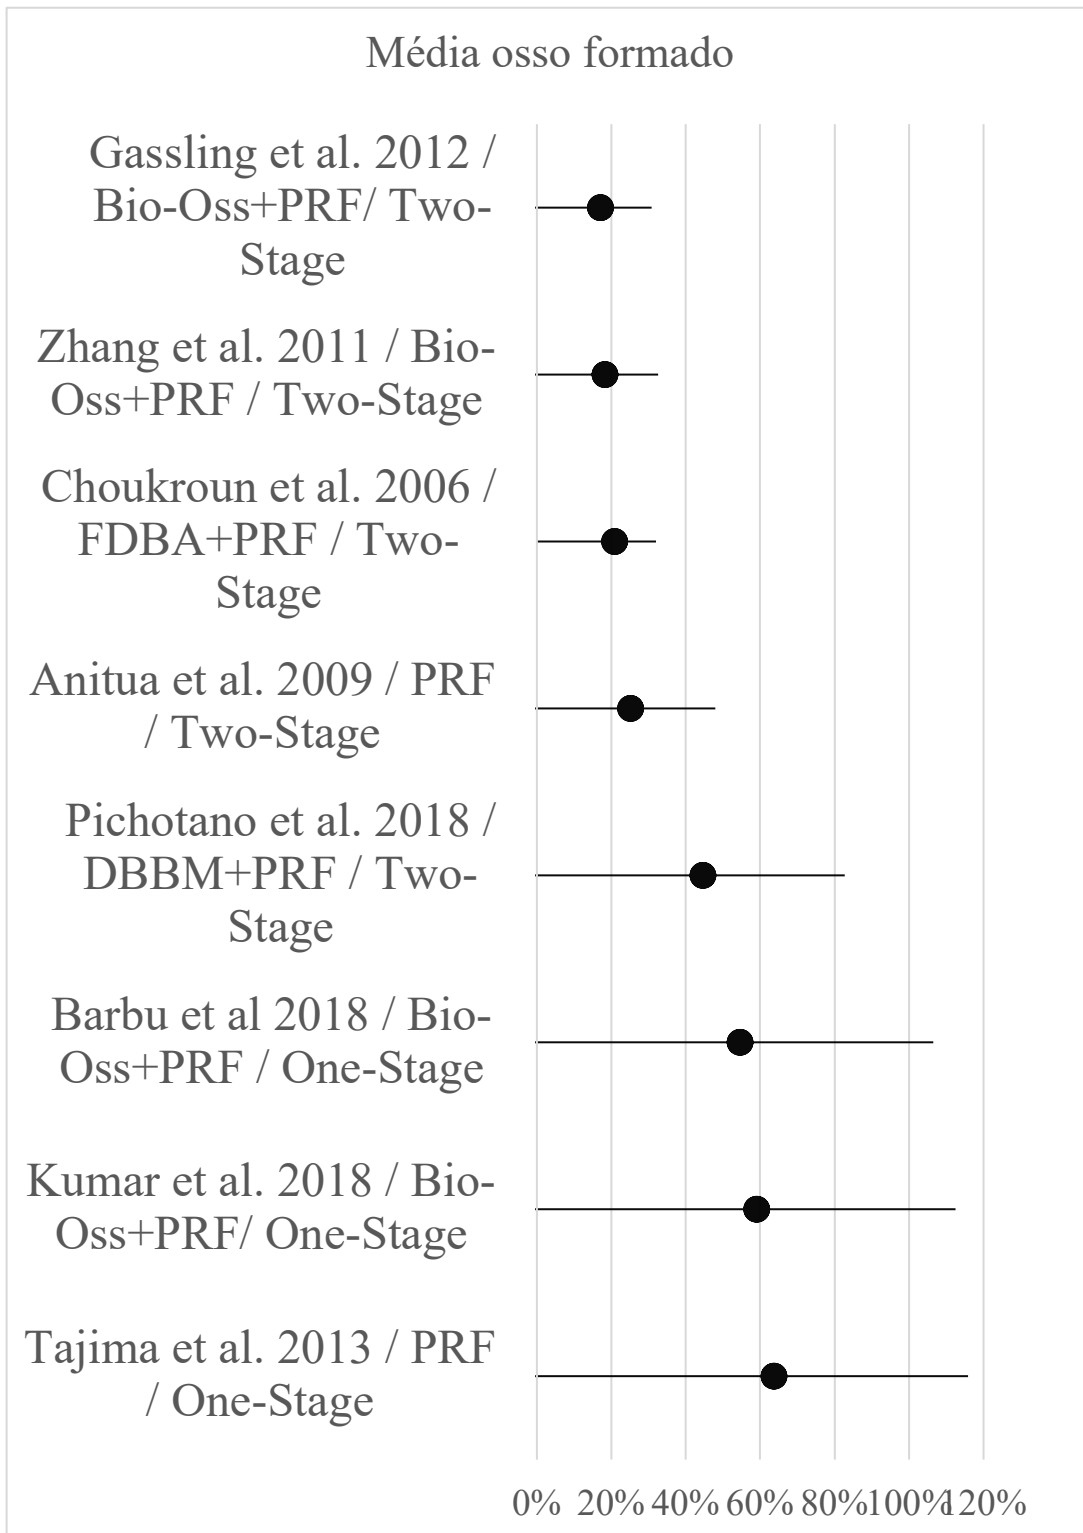 Média osso formado
Gassling et al. 2012 /
Bio-Oss+PRF/ Two-
Stage
Zhang et al. 2011 / Bio-
Oss+PRF / Two-Stage
Choukroun et al. 2006 /
FDBA+PRF / Two-
Stage
Anitua et al. 2009 / PRF
/ Two-Stage
Pichotano et al. 2018 /
DBBM+PRF / Two-
Stage
Barbu et al 2018 / Bio-
Oss+PRF / One-Stage
Kumar et al. 2018 / Bio-
Oss+PRF/ One-Stage
Tajima et al. 2013 / PRF
/ One-Stage
0% 20% 40% 60% 80% 100% 120%